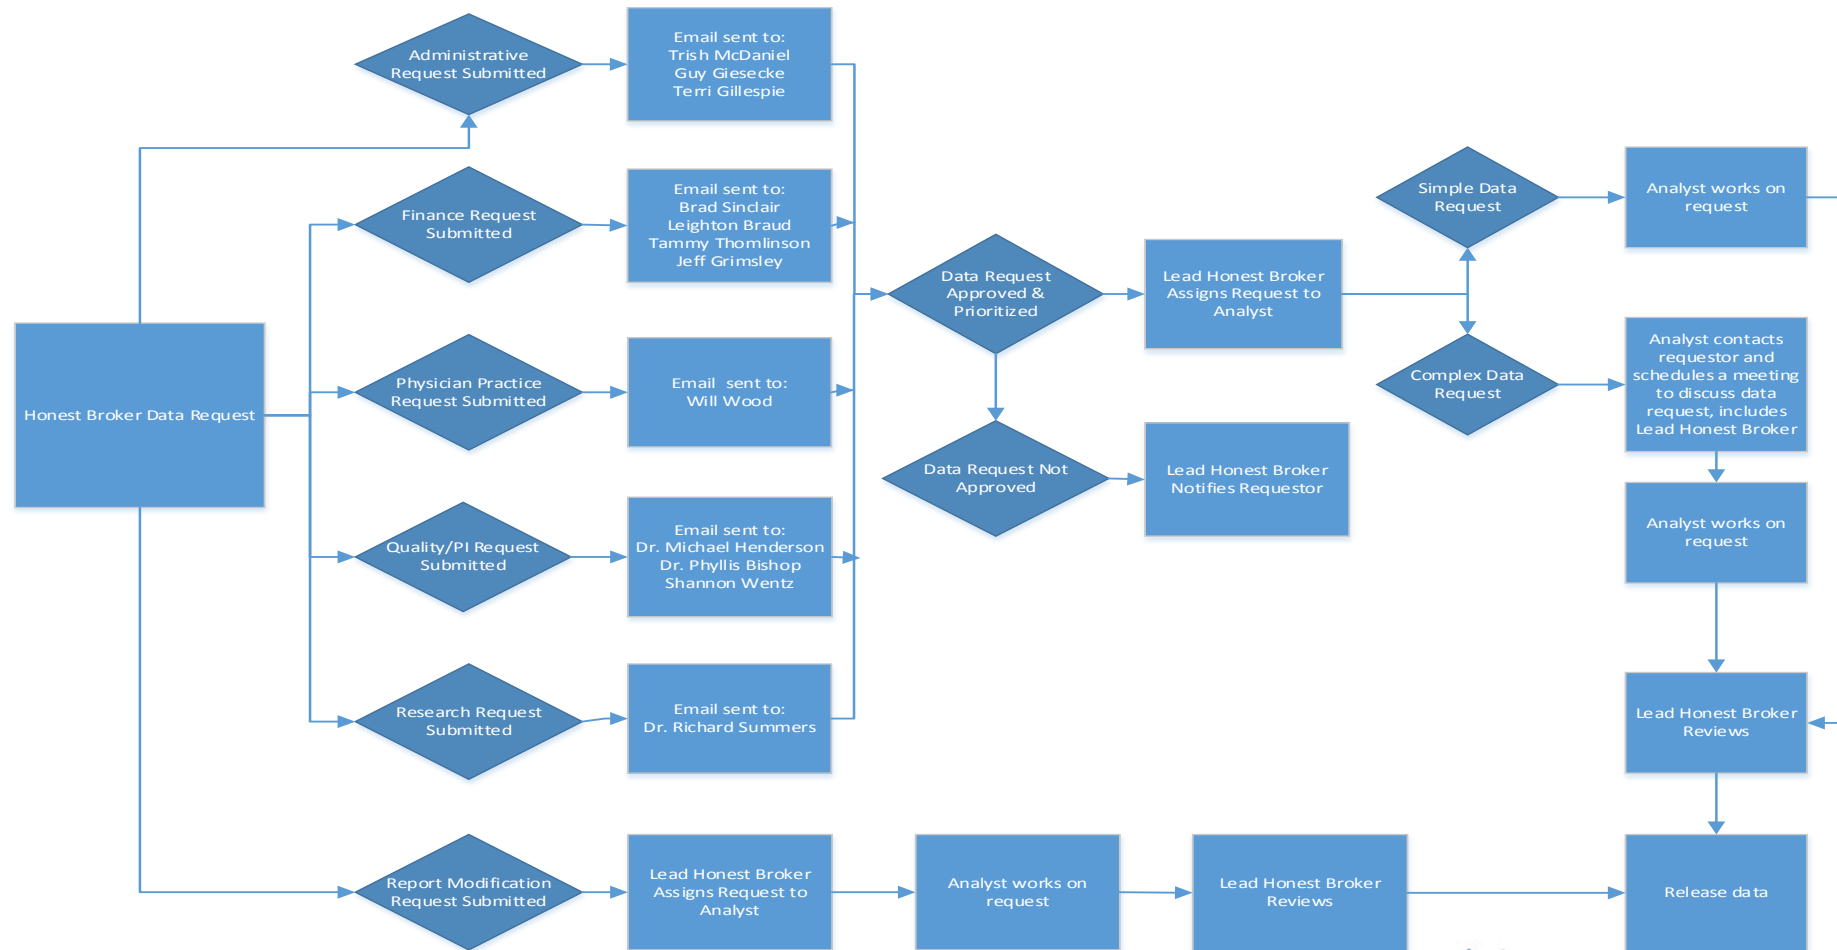 Administrative
Request Submitted
Email sent to:
Trish McDaniel
Guy Giesecke
Terri Gillespie
Finance Request
Submitted
Email sent to:
Brad Sinclair
Leighton Braud
Tammy Thomlinson
Jeff Grimsley
Simple Data
Request
Analyst works on
request
Data Request
Approved &
Prioritized
Lead Honest Broker
Assigns Request to
Analyst
Honest Broker Data Request
Physician Practice
Request Submitted
Email sent to:
Will Wood
Complex Data
Request
Analyst contacts
requestor and
schedules a meeting
to discuss data
request, includes
Lead Honest Broker
Data Request Not
Approved
Lead Honest Broker
Notifies Requestor
Quality/PI Request
Submitted
Email sent to:
Dr. Michael Henderson
Dr. Phyllis Bishop
Shannon Wentz
Analyst works on
request
Research Request
Submitted
Email sent to:
Dr. Richard Summers
Lead Honest Broker
Reviews
Report Modification
Request Submitted
Lead Honest Broker
Assigns Request to
Analyst
Analyst works on
request
Lead Honest Broker
Reviews
Release data